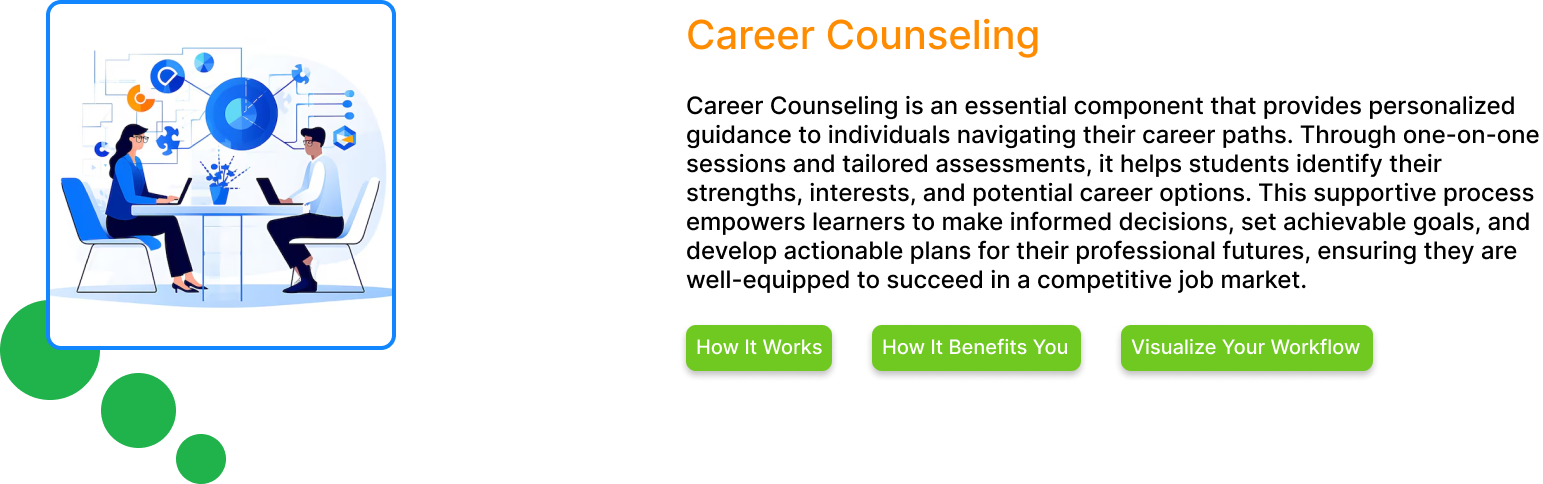 Career Counseling
Career Counseling is an essential component that provides personalized
guidance to individuals navigating their career paths. Through one-on-one
sessions and tailored assessments, it helps students identify their
strengths, interests, and potential career options. This supportive process
empowers learners to make informed decisions, set achievable goals, and
develop actionable plans for their professional futures, ensuring they are
well-equipped to succeed in a competitive job market.
How It Works
How It Benefits You
Visualize Your Workflow